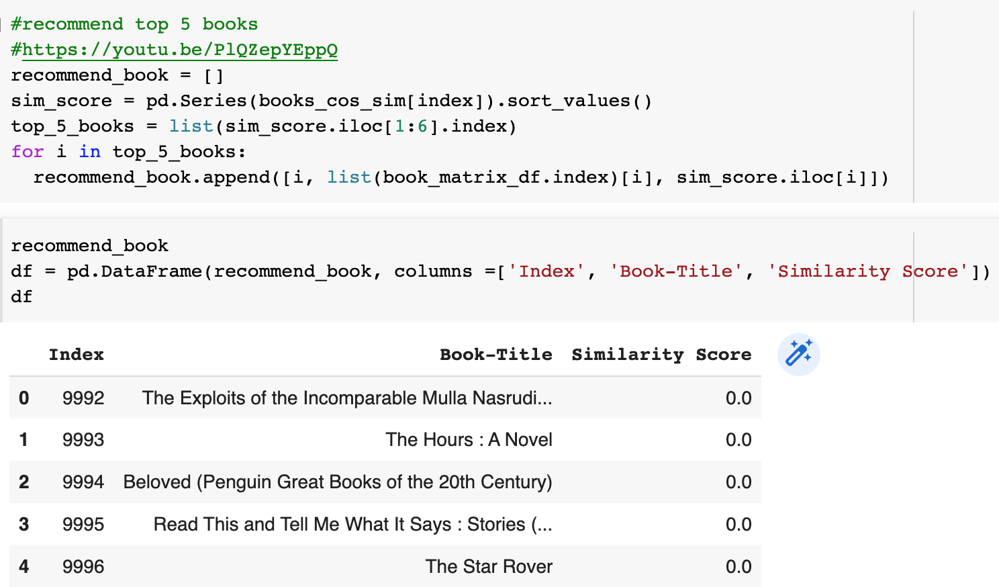 #recommend top 5 books
#https://youtu.be/PlQZepYEppQ
recommend_book = []
sim_score = pd.Series(books_cos_sim[index]).sort_values()
top_5_books = list(sim_score.iloc[1:6].index)
for i in top_5_books:
  recommend_book.append([i, list(book_matrix_df.index)[i], sim_score.iloc[i]])
recommend_book
df = pd.DataFrame(recommend_book, columns =['Index', 'Book-Title', 'Similarity Score'])
df
Index Book-Title Similarity Score
0 9992 The Exploits of the Incomparable Mulla Nasrudi... 0.0
1 9993 The Hours : A Novel 0.0
2 9994 Beloved (Penguin Great Books of the 20th Century) 0.0
3 9995 Read This and Tell Me What It Says : Stories (... 0.0
4 9996 The Star Rover 0.0